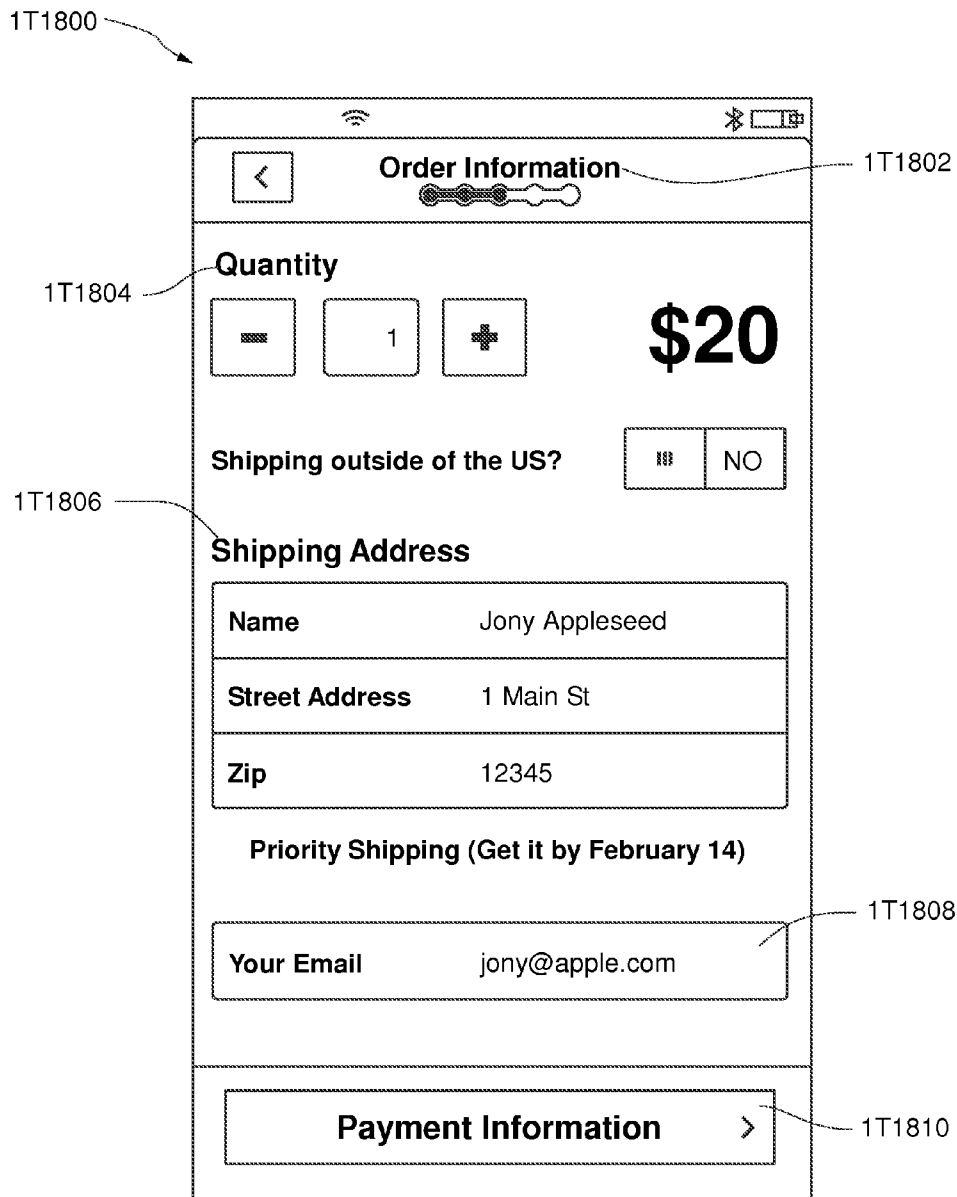 1T1800
Order Information
1T1802
Quantity
1T1804
1
$20
Shipping outside of the US?
NO
1T1806
Shipping Address
Name Jony Appleseed
Street Address 1 Main St
Zip 12345
Priority Shipping (Get it by February 14)
1T1808
Your Email jony@apple.com
Payment Information
1T1810